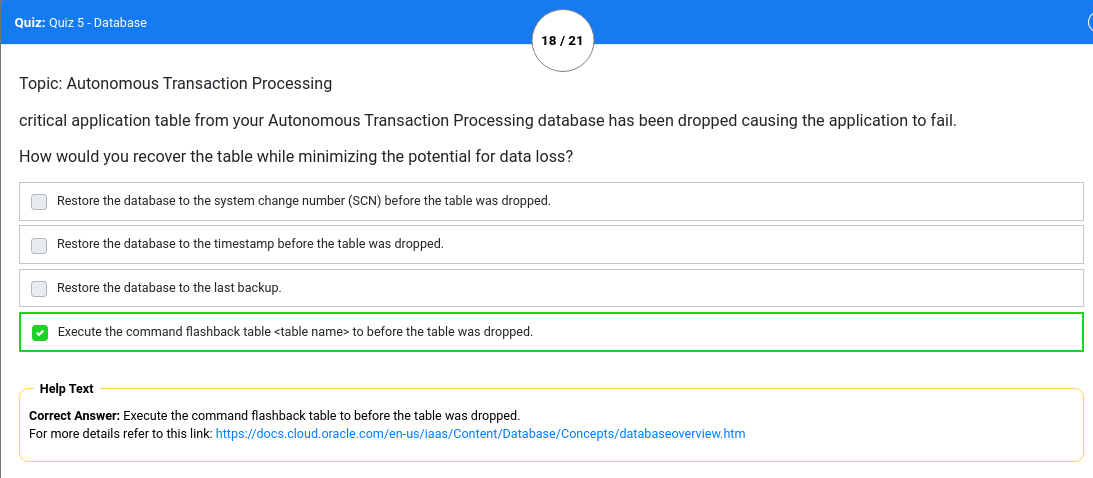 Quiz: Quiz 5 - Database
18 / 21
Topic: Autonomous Transaction Processing
critical application table from your Autonomous Transaction Processing database has been dropped causing the application to fail.
How would you recover the table while minimizing the potential for data loss?
Restore the database to the system change number (SCN) before the table was dropped.
Restore the database to the timestamp before the table was dropped.
Restore the database to the last backup.
Execute the command flashback table <table name> to before the table was dropped.
Help Text
Correct Answer: Execute the command flashback table to before the table was dropped.
For more details refer to this link: https://docs.cloud.oracle.com/en-us/iaas/Content/Database/Concepts/databaseoverview.htm